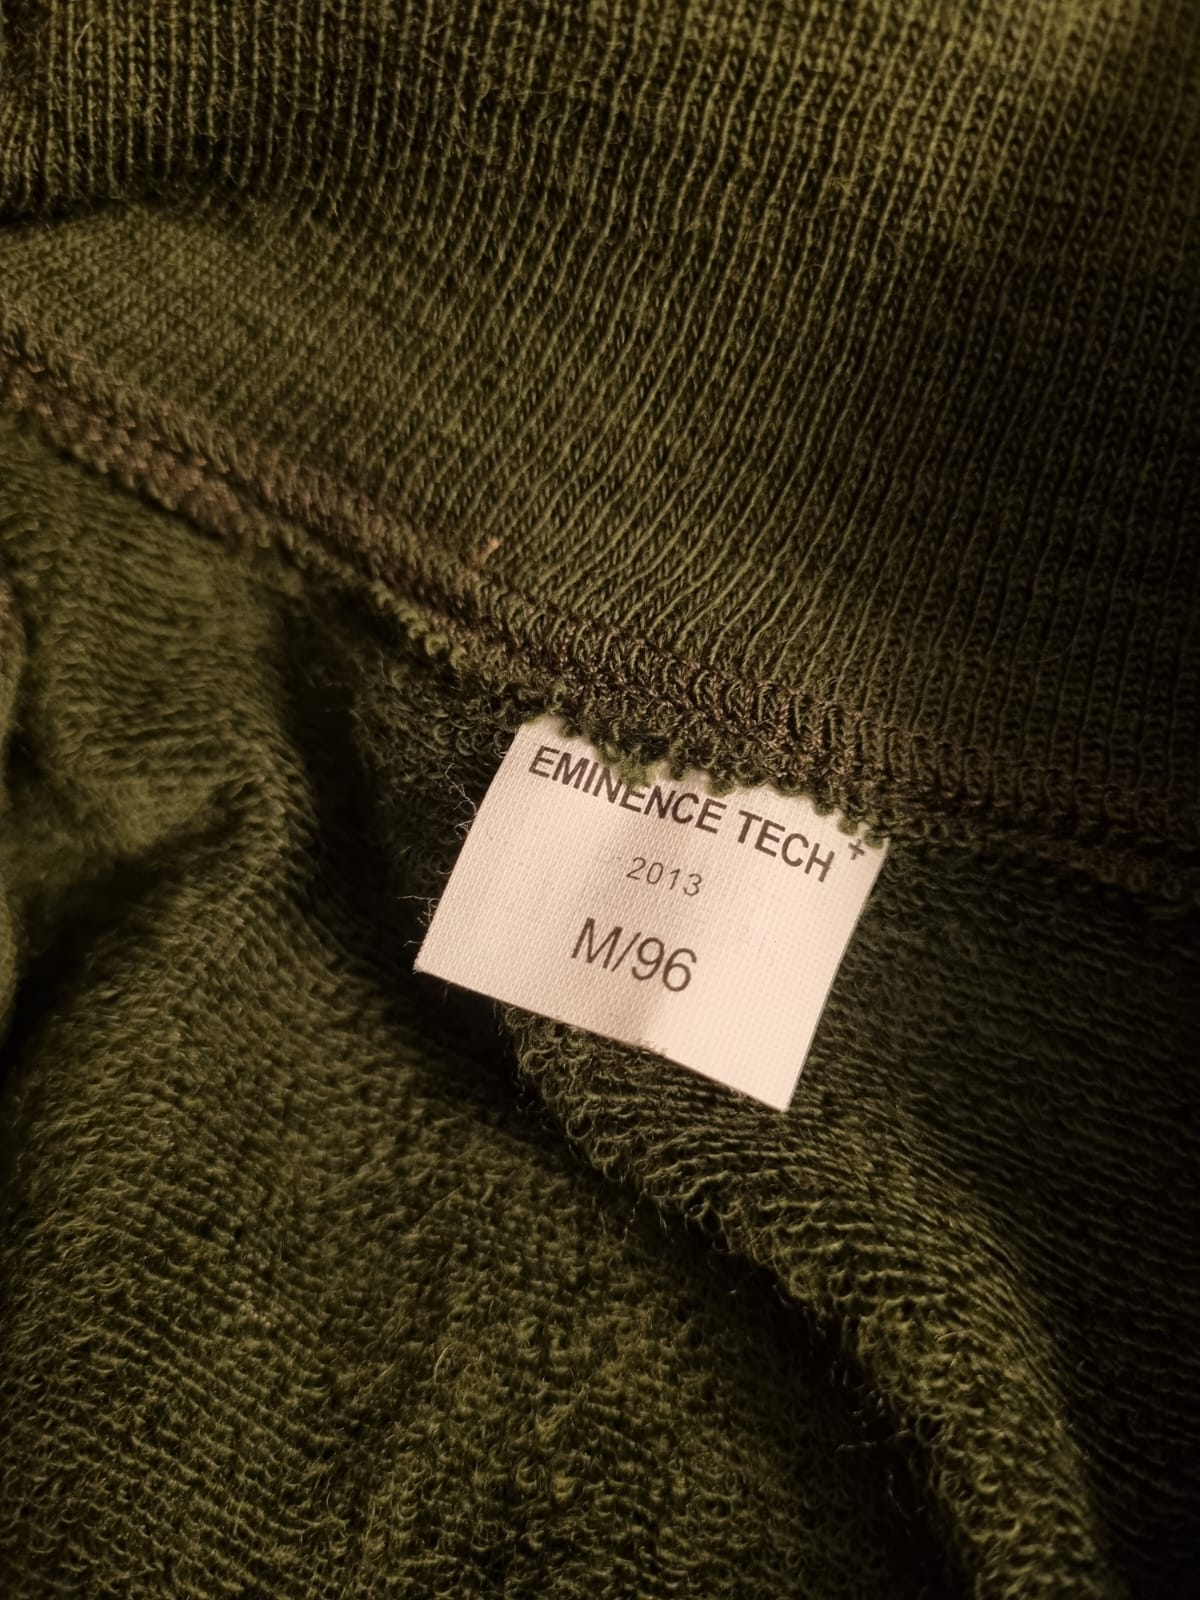 EMINENCE TECH +
2013
M/96